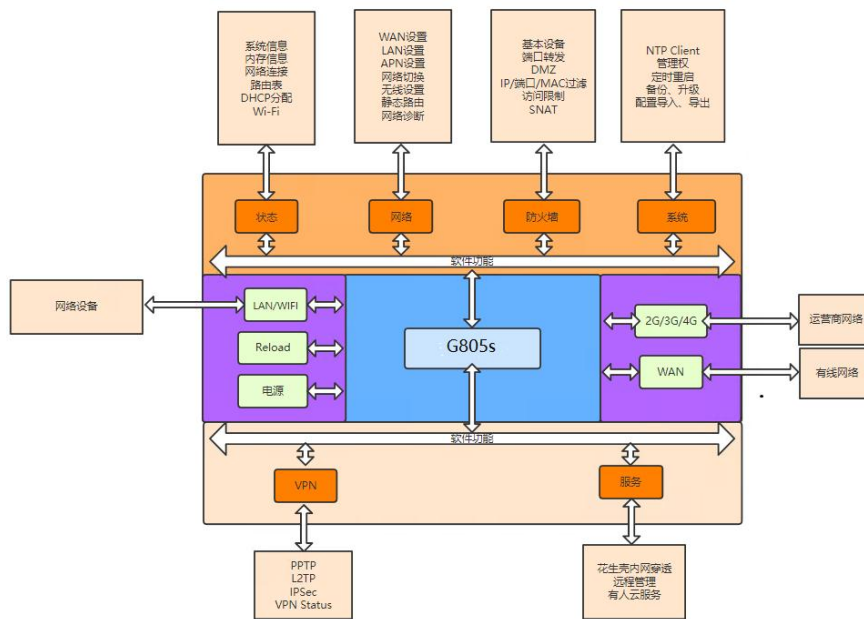 系统信息
内存信息
网络连接
路由表
DHCP分配
Wi-Fi
WAN设置
LAN设置
APN设置
网络切换
无线设置
静态路由
网络诊断
基本设备
端口转发
DMZ
IP/端口/MAC过滤
访问限制
SNAT
NTP Client
管理权
定时重启
备份、升级
配置导入、导出
状态
网络
防火墙
系统
软件功能
网络设备
LAN/WIFI
Reload
电源
G805s
2G/3G/4G
WAN
运营商网络
有线网络
软件功能
VPN
服务
PPTP
L2TP
IPSec
VPN Status
花生壳内网穿透
远程管理
有人云服务